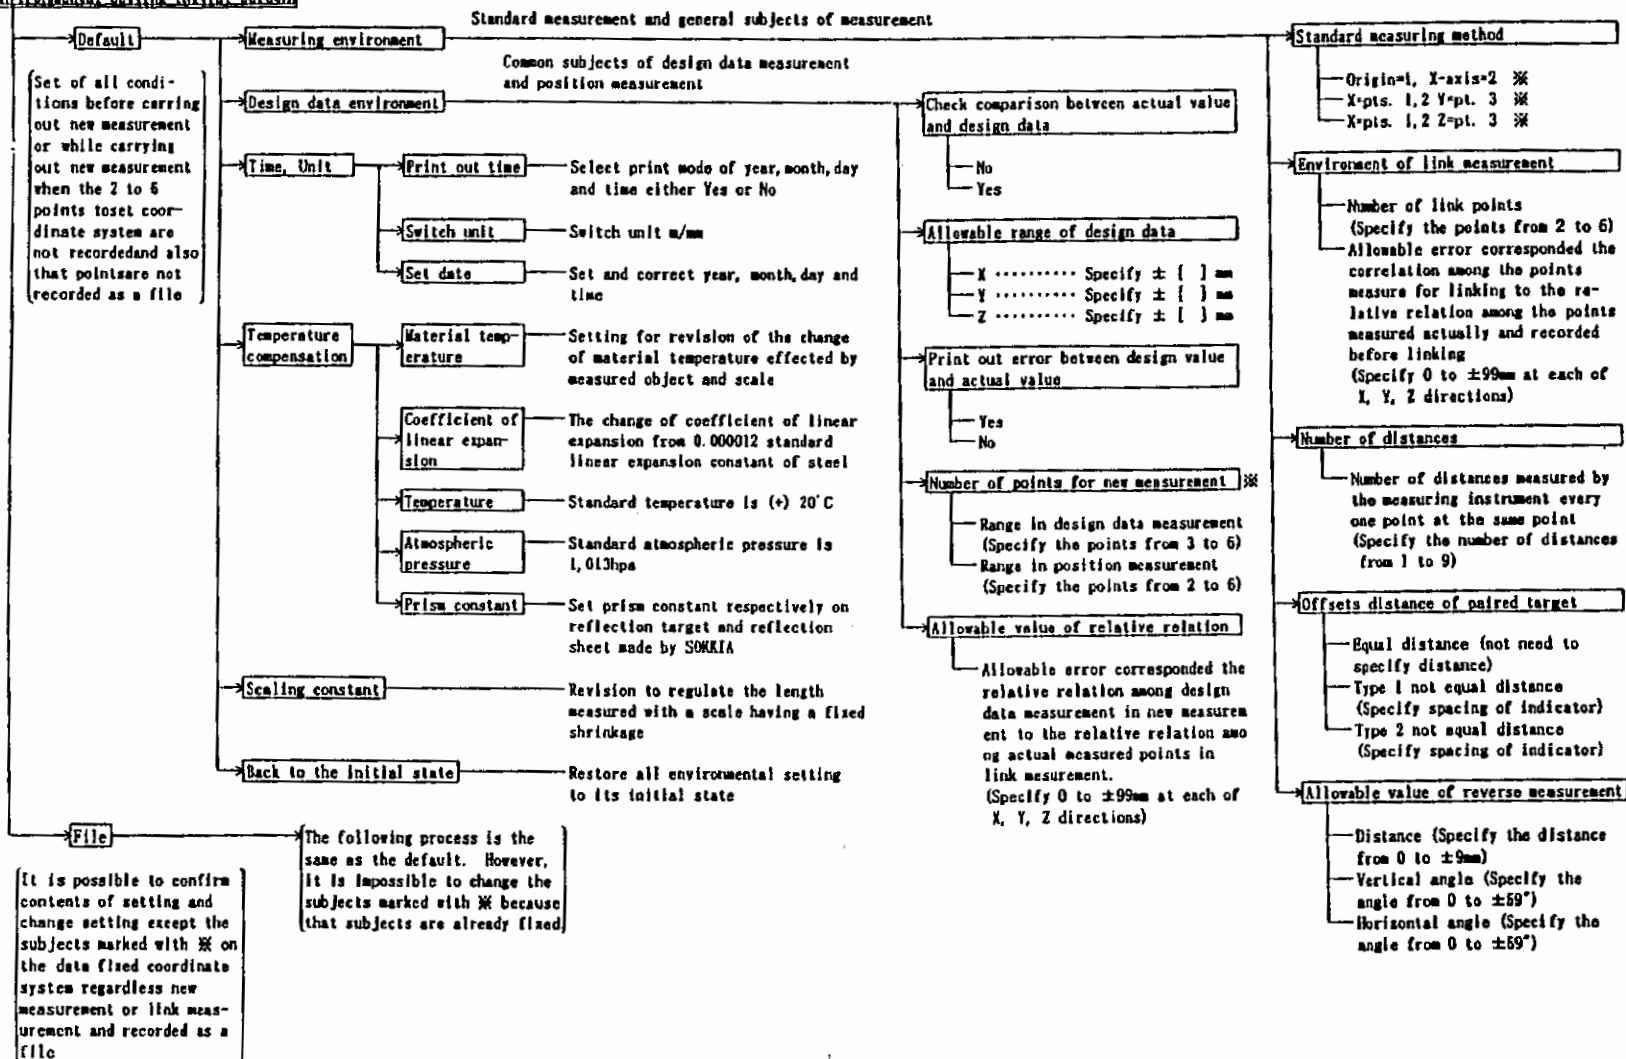 Standard measurement and general subjects of measurement
Default
Set of all condi-
tions before carring
out new measurement
or while carrying
out new measurement
when the 2 to 6
points toset coor-
dinate system are
not recordedand also
that pointsare not
recorded as a file
Measuring environment
Common subjects of design data measurement
and position measurement
Design data environment
Time, Unit
Print out time
Select print mode of year, month, day
and time either Yes or No
Switch unit
Switch unit m/mm
Set date
Set and correct year, month, day and
time
Temperature
compensation
Material temp-
erature
Setting for revision of the change
of material temperature effected by
measured object and scale
Coefficient of
linear expan-
sion
The change of coefficient of linear
expansion from 0.000012 standard
linear expansion constant of steel
Temperature
Standard temperature is (+) 20°C
Atmospheric
pressure
Standard atmospheric pressure is
1,013hpa
Prism constant
Set prism constant respectively on
reflection target and reflection
sheet made by SOKKIA
Scaling constant
Revision to regulate the length
measured with a scale having a fixed
shrinkage
Back to the initial state
Restore all environmental setting
to its initial state
Check comparison between actual value
and design data
No
Yes
Allowable range of design data
X ·········· Specify ± [ ] mm
Y ·········· Specify ± [ ] mm
Z ·········· Specify ± [ ] mm
Print out error between design value
and actual value
Yes
No
Number of points for new measurement ※
Range in design data measurement
(Specify the points from 3 to 6)
Range in position measurement
(Specify the points from 2 to 6)
Allowable value of relative relation
Allowable error corresponded the
relative relation among design
data measurement in new measurem
ent to the relative relation amo
ng actual measured points in
link mesurement.
(Specify 0 to ±99mm at each of
X, Y, Z directions)
Standard measuring method
Origin=1, X-axis=2 ※
X=pts. 1,2 Y=pt. 3 ※
X=pts. 1,2 Z=pt. 3 ※
Environment of link measurement
Number of link points
(Specify the points from 2 to 6)
Allowable error corresponded the
correlation among the points
measure for linking to the re-
lative relation among the points
measured actually and recorded
before linking
(Specify 0 to ±99mm at each of
X, Y, Z directions)
Number of distances
Number of distances measured by
the measuring instrument every
one point at the same point
(Specify the number of distances
from 1 to 9)
Offsets distance of paired target
Equal distance (not need to
specify distance)
Type 1 not equal distance
(Specify spacing of indicator)
Type 2 not equal distance
(Specify spacing of indicator)
Allowable value of reverse measurement
Distance (Specify the distance
from 0 to ±9mm)
Vertical angle (Specify the
angle from 0 to ±59″)
Horizontal angle (Specify the
angle from 0 to ±59″)
File
The following process is the
same as the default. However,
it is impossible to change the
subjects marked with ※ because
that subjects are already fixed
It is possible to confirm
contents of setting and
change setting except the
subjects marked with ※ on
the data fixed coordinate
system regardless new
measurement or link meas-
urement and recorded as a
file